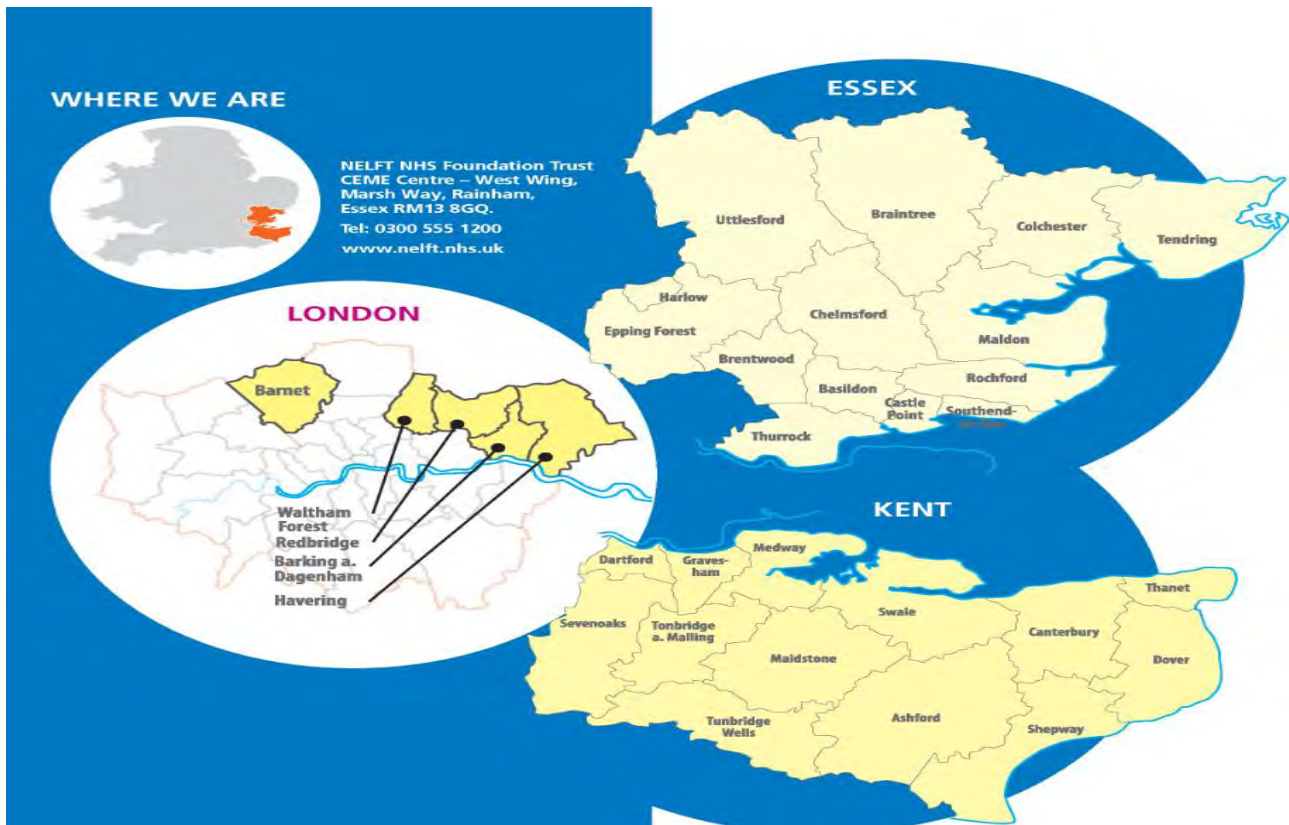 WHERE WE ARE
NELFT NHS Foundation Trust
CEME Centre – West Wing,
Marsh Way, Rainham,
Essex RM13 8GQ.
Tel: 0300 555 1200
www.nelft.nhs.uk
LONDON
Barnet
Waltham
Forest
Redbridge
Barking a.
Dagenham
Havering
ESSEX
Uttlesford
Braintree
Colchester
Tendring
Harlow
Epping Forest
Chelmsford
Maldon
Brentwood
Basildon
Rochford
Castle
Point
Southend-
Thurrock
KENT
Dartford
Graves-
ham
Medway
Thanet
Swale
Sevenoaks
Tonbridge
a. Malling
Canterbury
Maidstone
Dover
Tunbridge
Wells
Ashford
Shepway